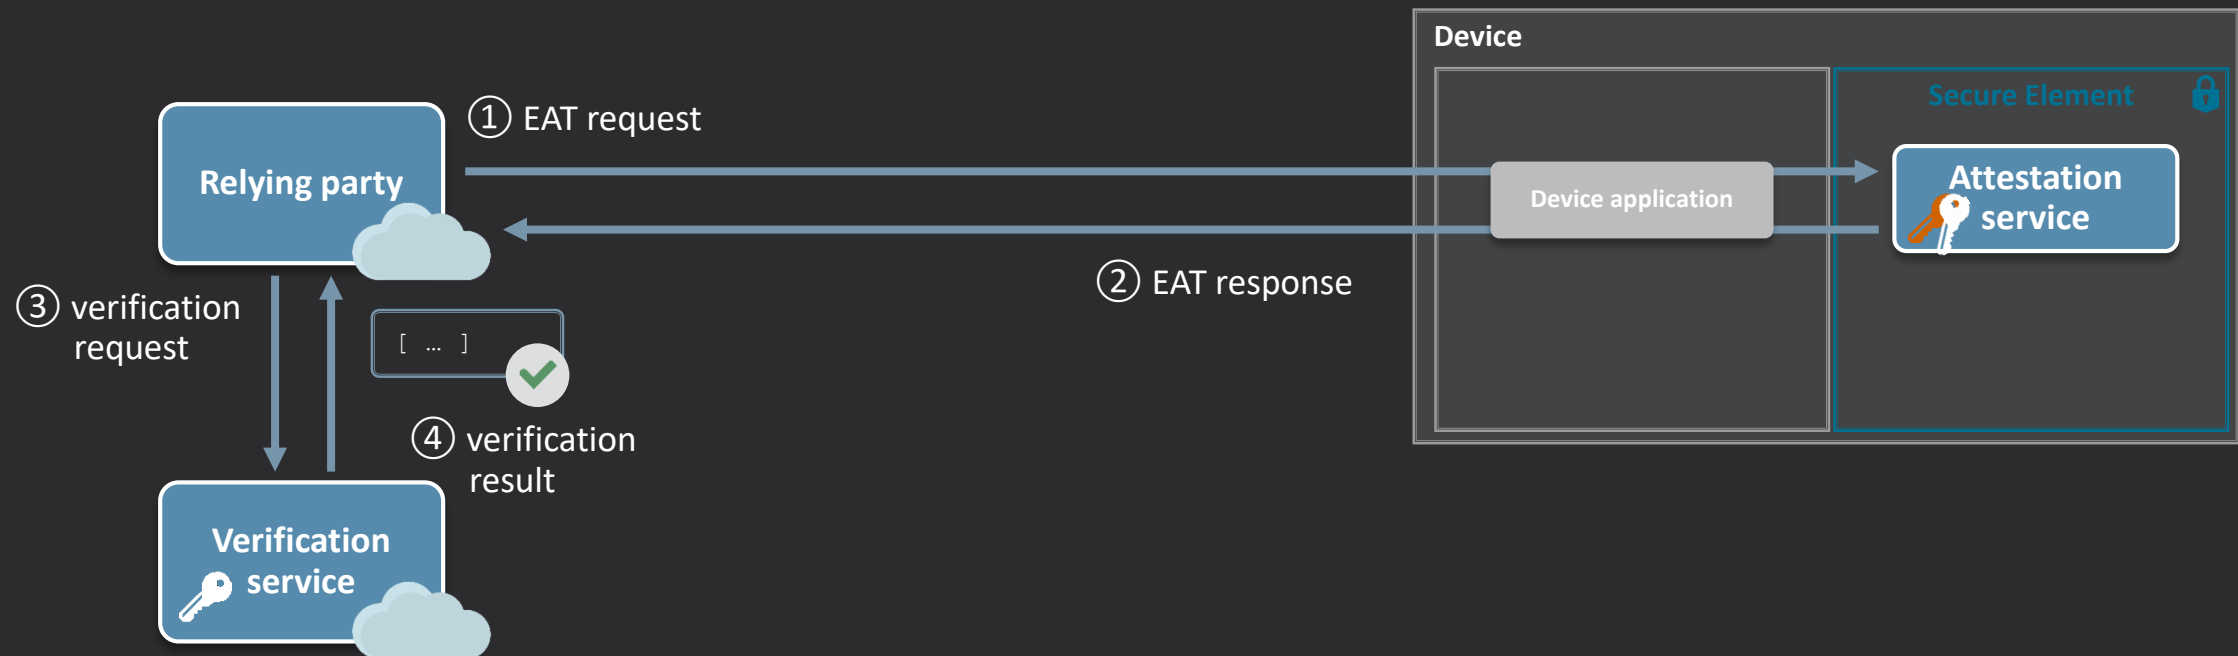 Device
Secure Element
① EAT request
Relying party
Device application
Attestation
service
② EAT response
③ verification
request
[ … ]
④ verification
result
Verification
service